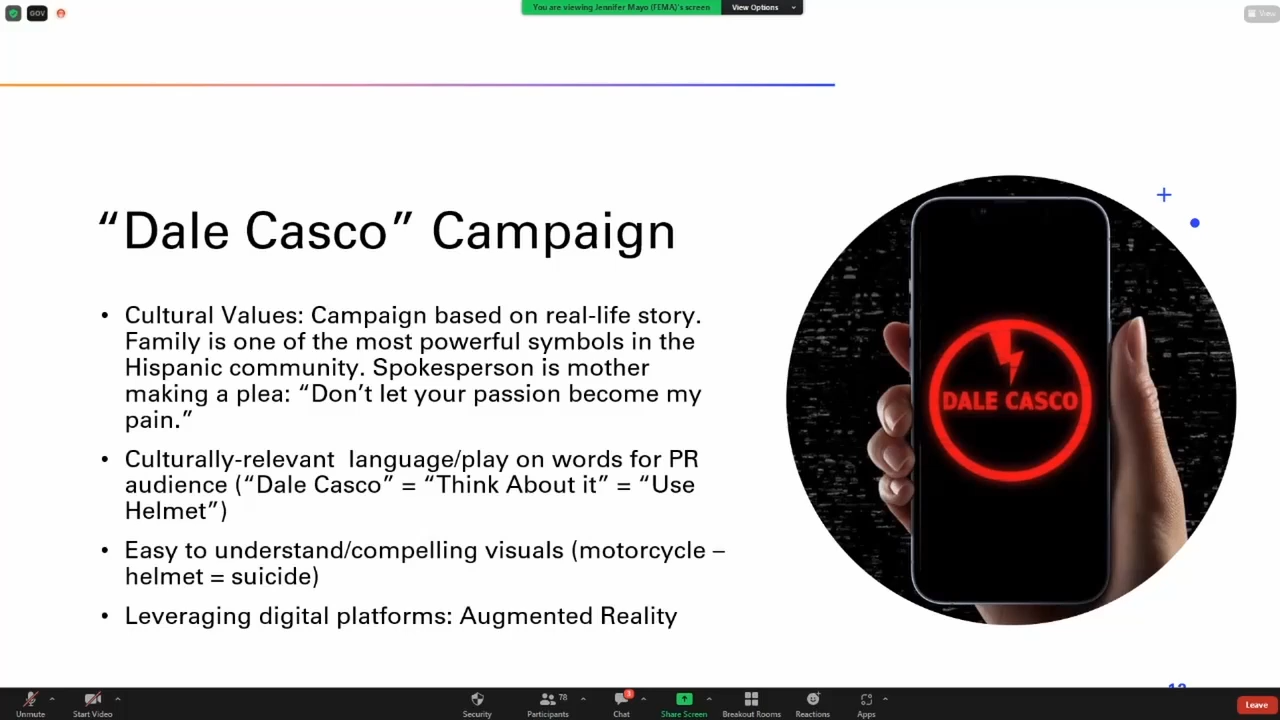 GOV
You are viewing Jennifer Mayo (FEMA)'s screen
View Options
View
“Dale Casco” Campaign
• Cultural Values: Campaign based on real-life story.
Family is one of the most powerful symbols in the
Hispanic community. Spokesperson is mother
making a plea: “Don’t let your passion become my
pain.”
• Culturally-relevant language/play on words for PR
audience (“Dale Casco” = “Think About it” = “Use
Helmet”)
• Easy to understand/compelling visuals (motorcycle –
helmet = suicide)
• Leveraging digital platforms: Augmented Reality
DALE CASCO
Unmute
Start Video
Security
Participants
78
Chat
3
Share Screen
Breakout Rooms
Reactions
Apps
Leave